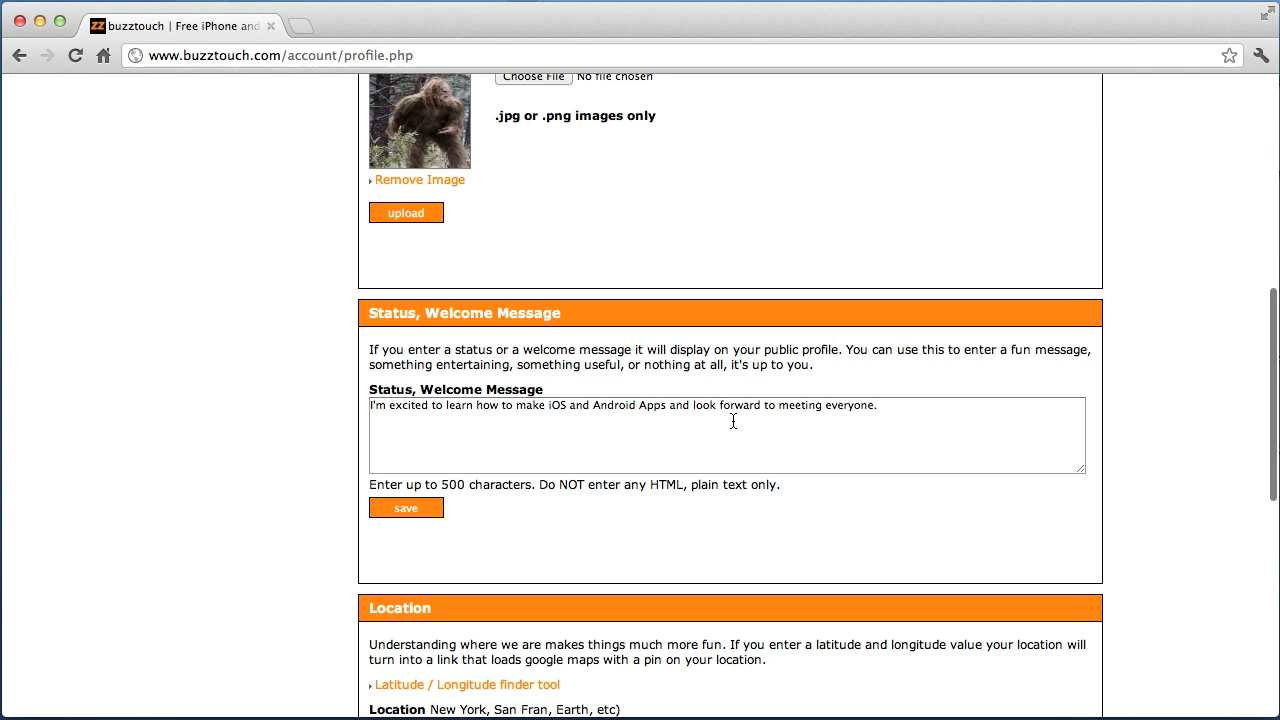 buzztouch | Free iPhone and
www.buzztouch.com/account/profile.php
Choose File No file chosen
.jpg or .png images only
Remove Image
upload
Status, Welcome Message
If you enter a status or a welcome message it will display on your public profile. You can use this to enter a fun message,
something entertaining, something useful, or nothing at all, it's up to you.
Status, Welcome Message
I'm excited to learn how to make iOS and Android Apps and look forward to meeting everyone.
Enter up to 500 characters. Do NOT enter any HTML, plain text only.
save
Location
Understanding where we are makes things much more fun. If you enter a latitude and longitude value your location will
turn into a link that loads google maps with a pin on your location.
Latitude / Longitude finder tool
Location New York, San Fran, Earth, etc)